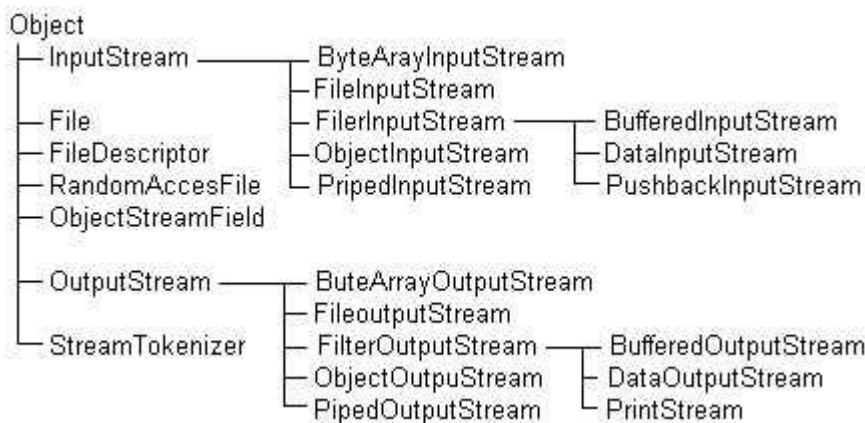 Object
InputStream ByteArayInputStream
FileInputStream
File FilerInputStream BufferedInputStream
FileDescriptor ObjectInputStream DataInputStream
RandomAccesFile PripedInputStream PushbackInputStream
ObjectStreamField
OutputStream ButeArrayOutputStream
FileoutputStream
StreamTokenizer FilterOutputStream BufferedOutputStream
ObjectOutpuStream DataOutputStream
PipedOutputStream PrintStream